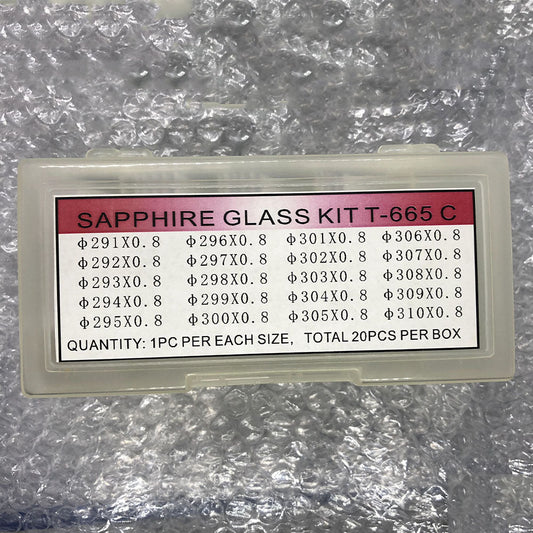 SAPPHIRE GLASS KIT T-665 C
Φ291X0.8 Φ296X0.8 Φ301X0.8 Φ306X0.8
Φ292X0.8 Φ297X0.8 Φ302X0.8 Φ307X0.8
Φ293X0.8 Φ298X0.8 Φ303X0.8 Φ308X0.8
Φ294X0.8 Φ299X0.8 Φ304X0.8 Φ309X0.8
Φ295X0.8 Φ300X0.8 Φ305X0.8 Φ310X0.8
QUANTITY: 1PC PER EACH SIZE, TOTAL 20PCS PER BOX